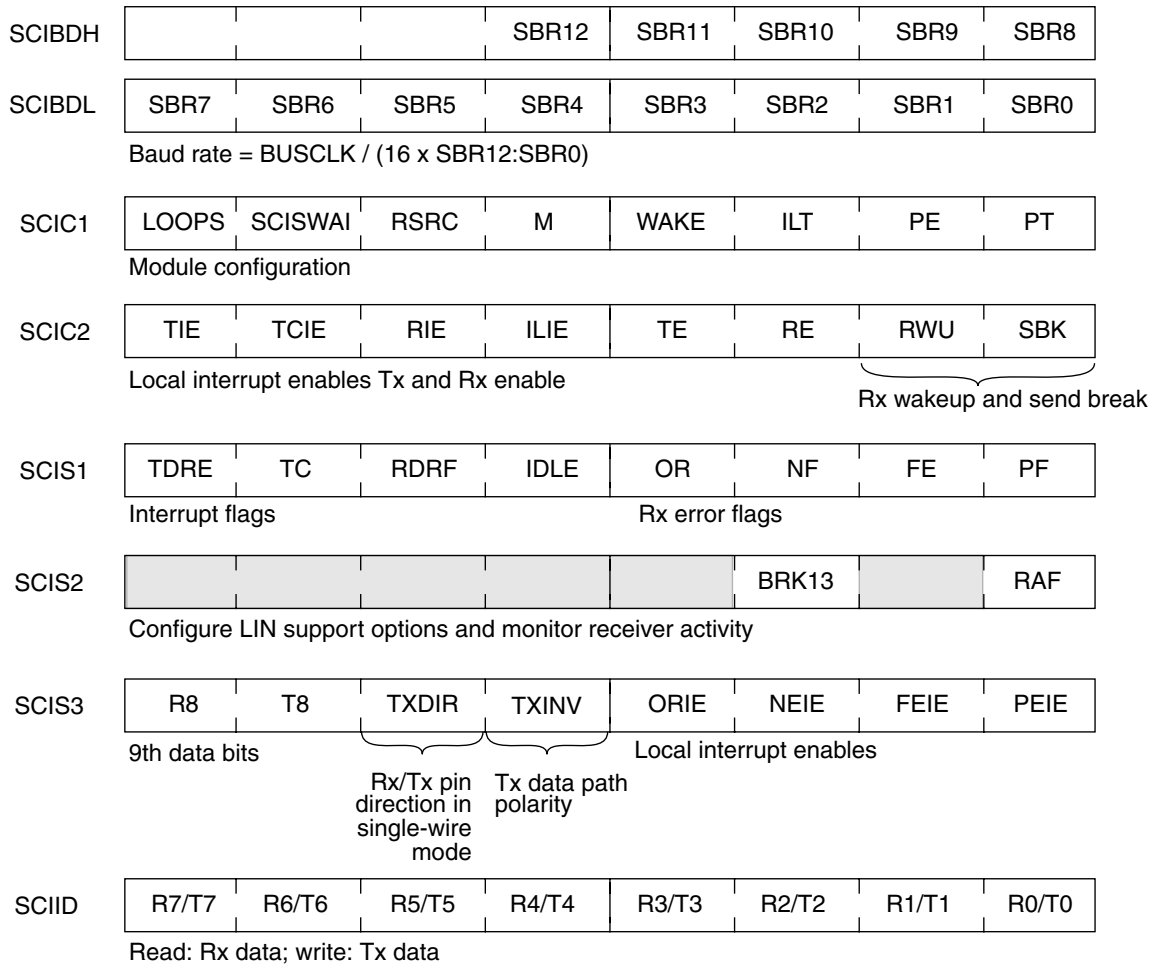 SCIBDH SBR12 SBR11 SBR10 SBR9 SBR8
SCIBDL SBR7 SBR6 SBR5 SBR4 SBR3 SBR2 SBR1 SBR0
Baud rate = BUSCLK / (16 x SBR12:SBR0)
SCIC1 LOOPS SCISWAI RSRC M WAKE ILT PE PT
Module configuration
SCIC2 TIE TCIE RIE ILIE TE RE RWU SBK
Local interrupt enables Tx and Rx enable
Rx wakeup and send break
SCIS1 TDRE TC RDRF IDLE OR NF FE PF
Interrupt flags Rx error flags
SCIS2 BRK13 RAF
Configure LIN support options and monitor receiver activity
SCIS3 R8 T8 TXDIR TXINV ORIE NEIE FEIE PEIE
9th data bits
Local interrupt enables
Rx/Tx pin
direction in
single-wire
mode
Tx data path
polarity
SCIID R7/T7 R6/T6 R5/T5 R4/T4 R3/T3 R2/T2 R1/T1 R0/T0
Read: Rx data; write: Tx data